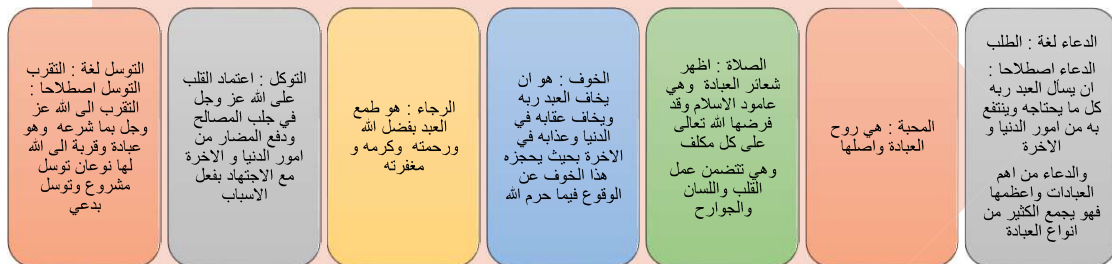 الدعاء لغة : الطلب
الدعاء إصطلاحا :
ان يسأل العبد ربه
كل ما يحتاجه وينتفع
به من امور الدنيا و
الاخرة
والدعاء من اهم
العبادات واعظمها
فهو يجمع الكثير من
انواع العبادة
المحبة : هي روح
العبادة واصلها
الصلاة : اظهر
شعائر العبادة وهي
عامود الاسلام وقد
فرضها الله تعالى
على كل مكلف
وهي تتضمن عمل
القلب واللسان
والجوارح
الخوف : هو ان
يخاف العبد ربه
ويخاف عقابه في
الدنيا وعذابه في
الاخرة بحيث يحجزه
هذا الخوف عن
الوقوع فيما حرم الله
الرجاء : هو طمع
العبد بفضل الله
ورحمته وكرمه و
مغفرته
التوكل : اعتماد القلب
على الله عز وجل
في جلب المصالح
ودفع المضار من
امور الدنيا و الاخرة
مع الاجتهاد بفعل
الاسباب
التوسل لغة : التقرب
التوسل اصطلاحا :
التقرب الى الله عز
وجل بما شرعه وهو
عبادة وقربة الى الله
لها نوعان توسل
مشروع وتوسل
بدعي